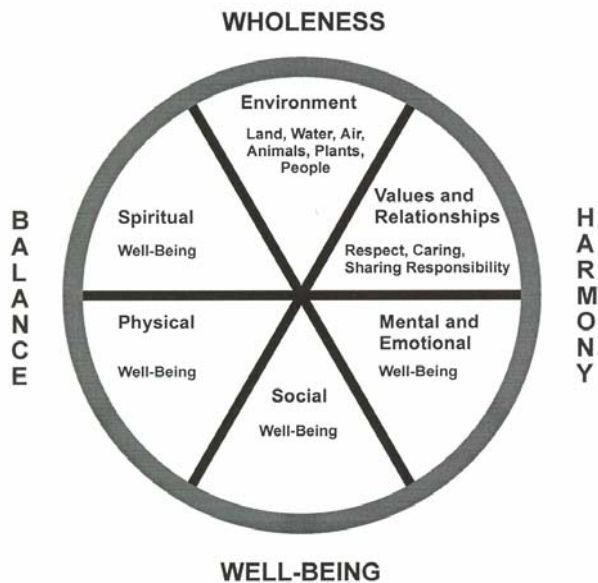 WHOLENESS
Environment
Land, Water, Air,
Animals, Plants,
People
Values and
Relationships
Respect, Caring,
Sharing Responsibility
Spiritual
Well-Being
BALANCE
HARMONY
Physical
Well-Being
Mental and
Emotional
Well-Being
Social
Well-Being
WELL-BEING